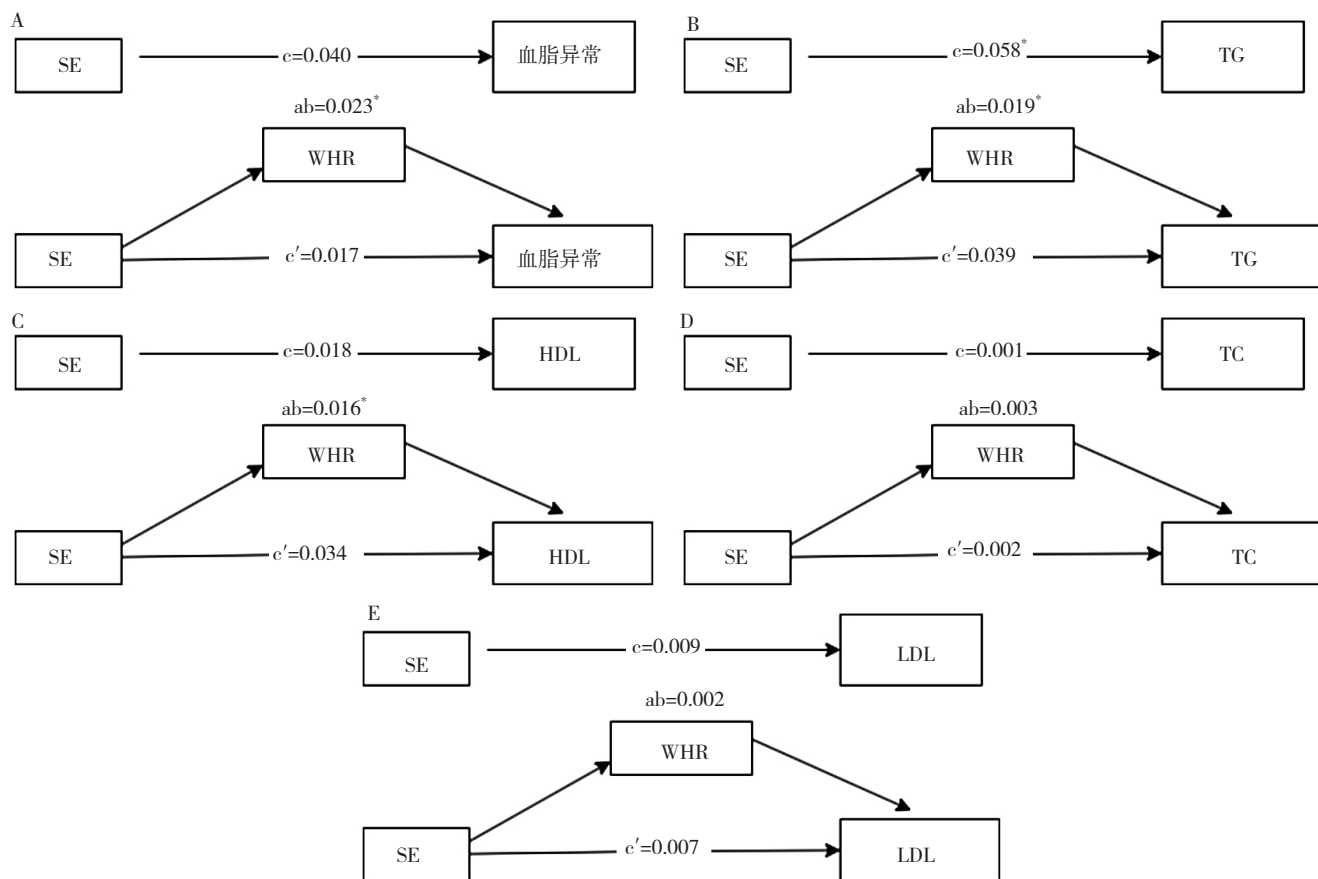 A
SE
c=0.040
血脂异常
ab=0.023*
WHR
SE
c′=0.017
血脂异常
B
SE
c=0.058*
TG
ab=0.019*
WHR
SE
c′=0.039
TG
C
SE
c=0.018
HDL
ab=0.016*
WHR
SE
c′=0.034
HDL
D
SE
c=0.001
TC
ab=0.003
WHR
SE
c′=0.002
TC
E
SE
c=0.009
LDL
ab=0.002
WHR
SE
c′=0.007
LDL